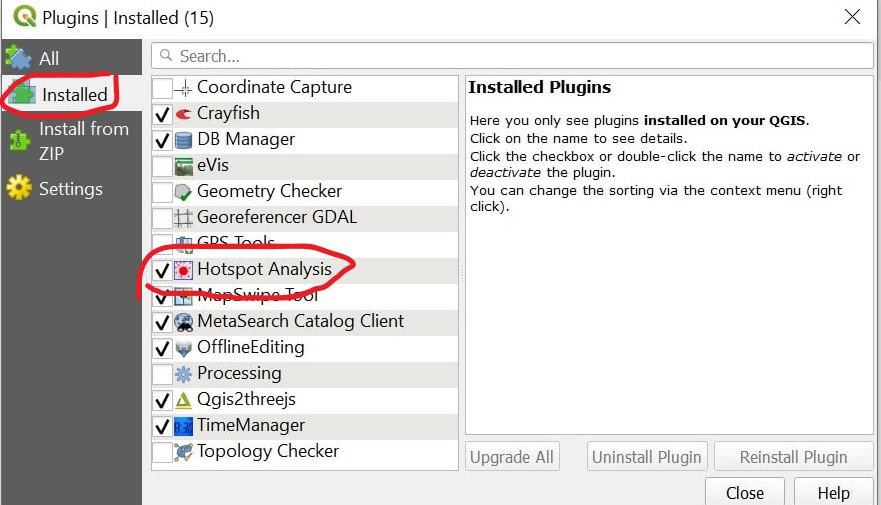 Plugins | Installed (15)
All
Installed
Install from
ZIP
Settings
Search...
Coordinate Capture
Crayfish
DB Manager
eVis
Geometry Checker
Georeferencer GDAL
GPS Tools
Hotspot Analysis
MapSwipe Tool
MetaSearch Catalog Client
OfflineEditing
Processing
Qgis2threejs
TimeManager
Topology Checker
Installed Plugins
Here you only see plugins installed on your QGIS.
Click on the name to see details.
Click the checkbox or double-click the name to activate or
deactivate the plugin.
You can change the sorting via the context menu (right
click).
Upgrade All
Uninstall Plugin
Reinstall Plugin
Close
Help